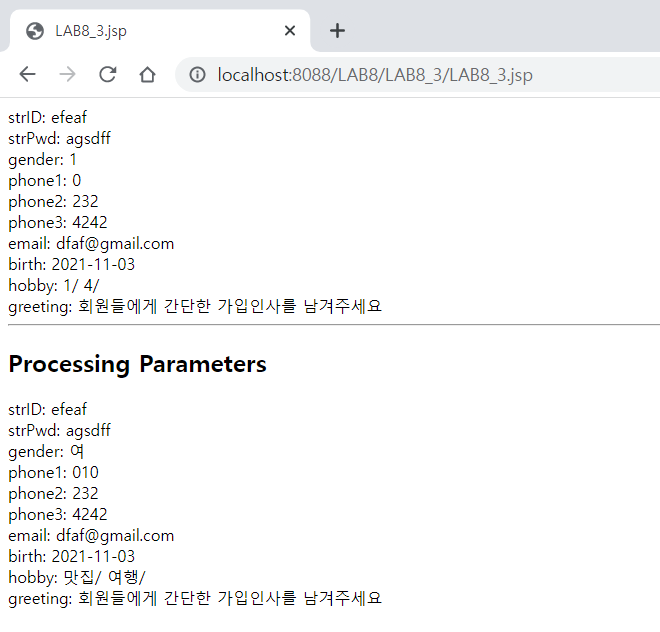 LAB8_3.jsp
localhost:8088/LAB8/LAB8_3/LAB8_3.jsp
strID: efeaf
strPwd: agsdff
gender: 1
phone1: 0
phone2: 232
phone3: 4242
email: dfaf@gmail.com
birth: 2021-11-03
hobby: 1/ 4/
greeting: 회원들에게 간단한 가입인사를 남겨주세요
Processing Parameters
strID: efeaf
strPwd: agsdff
gender: 여
phone1: 010
phone2: 232
phone3: 4242
email: dfaf@gmail.com
birth: 2021-11-03
hobby: 맛집/ 여행/
greeting: 회원들에게 간단한 가입인사를 남겨주세요